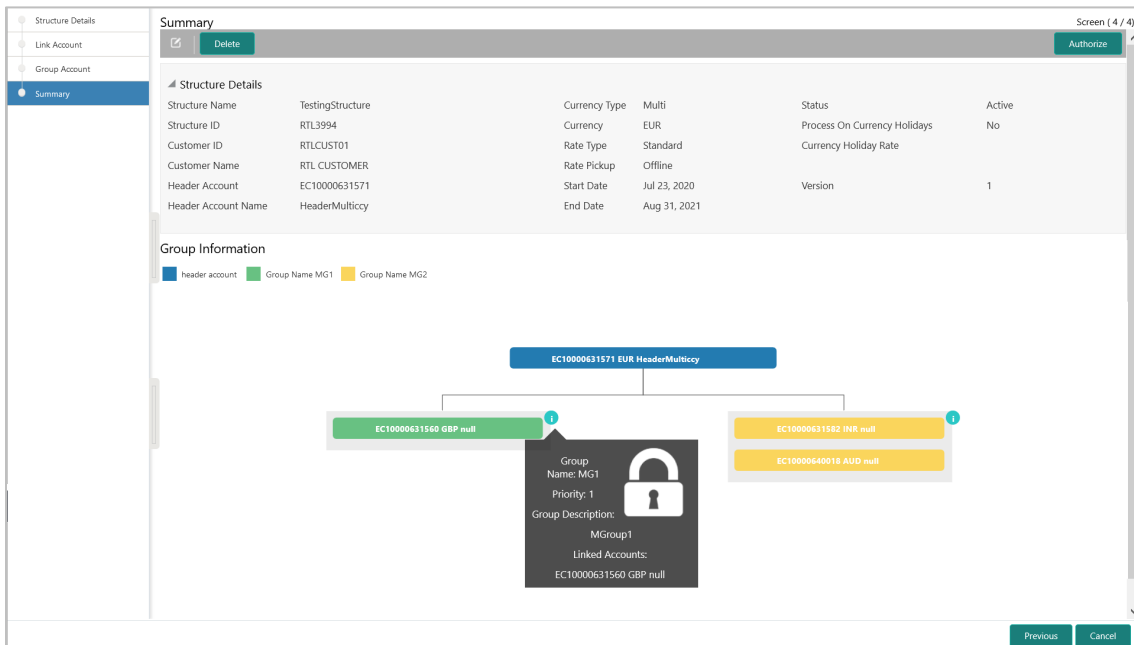 Structure Details
Link Account
Group Account
Summary
Summary
Screen ( 4 / 4)
Delete
Authorize
Structure Details
Structure Name TestingStructure Currency Type Multi Status Active
Structure ID RTL3994 Currency EUR Process On Currency Holidays No
Customer ID RTLCUST01 Rate Type Standard Currency Holiday Rate
Customer Name RTL CUSTOMER Rate Pickup Offline
Header Account EC10000631571 Start Date Jul 23, 2020 Version 1
Header Account Name HeaderMulticcy End Date Aug 31, 2021
Group Information
header account Group Name MG1 Group Name MG2
EC10000631571 EUR HeaderMulticcy
EC10000631560 GBP null
i
EC10000631582 INR null
i
EC10000640018 AUD null
Group
Name: MG1
Priority: 1
Group Description:
MGroup1
Linked Accounts:
EC10000631560 GBP null
Previous Cancel